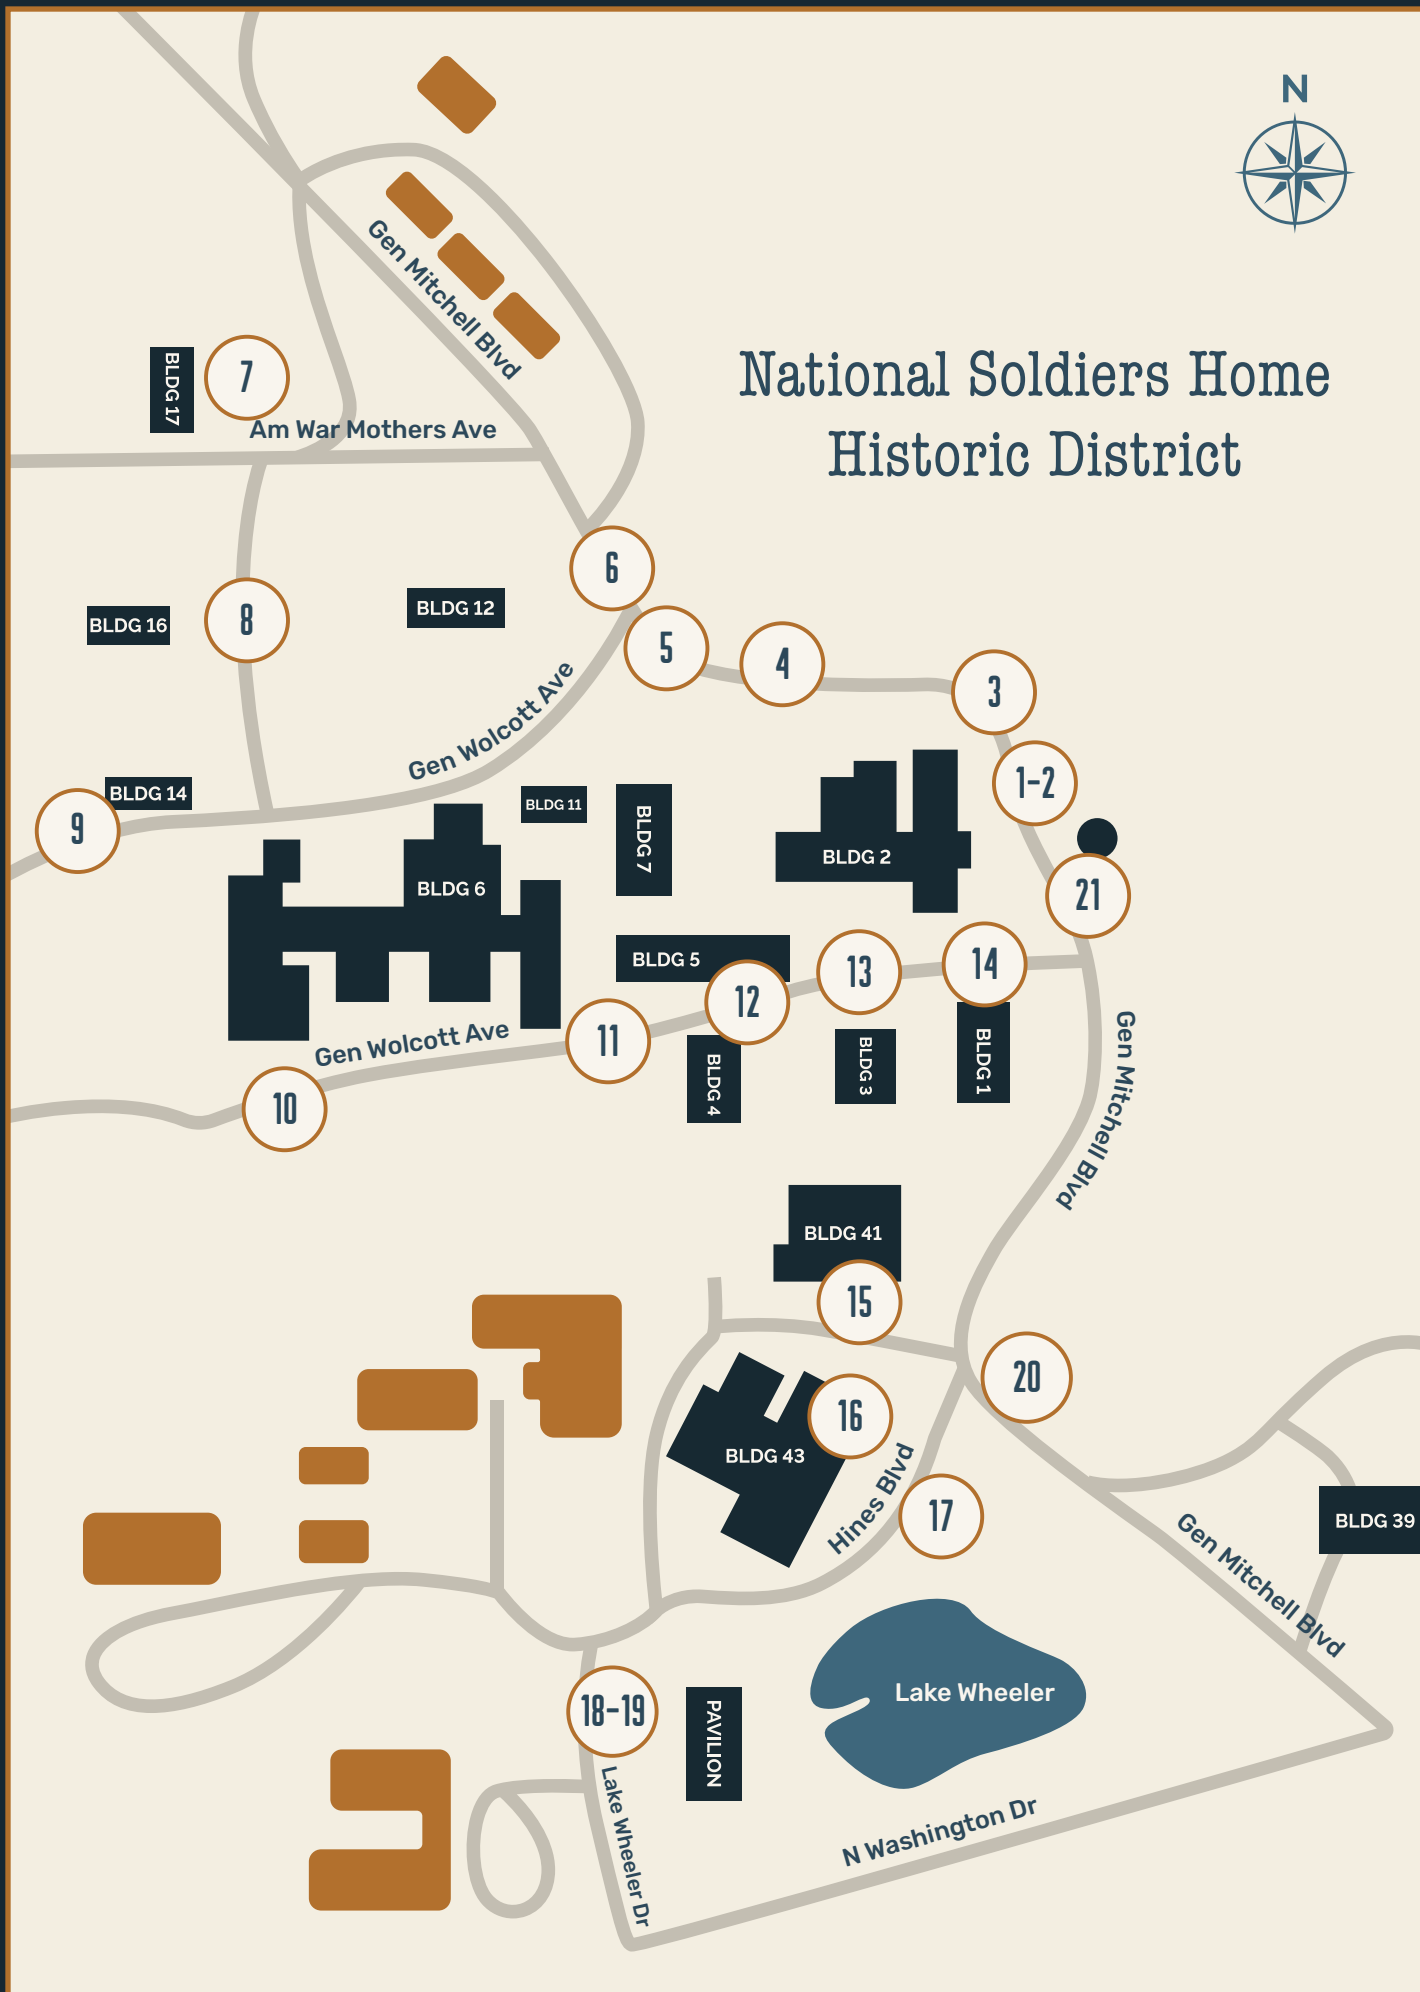 N
Gen Mitchell Blvd
National Soldiers Home
Historic District
BLDG 17
7
Am War Mothers Ave
6
BLDG 16
8
BLDG 12
5
4
3
Gen Wolcott Ave
1-2
9
BLDG 14
BLDG 11
BLDG 7
BLDG 2
BLDG 6
21
BLDG 5
12
13
14
Gen Wolcott Ave
11
BLDG 4
BLDG 3
BLDG 1
Gen Mitchell Blvd
10
BLDG 41
15
20
16
BLDG 43
Hines Blvd
17
BLDG 39
Gen Mitchell Blvd
18-19
PAVILION
Lake Wheeler
Lake Wheeler Dr
N Washington Dr